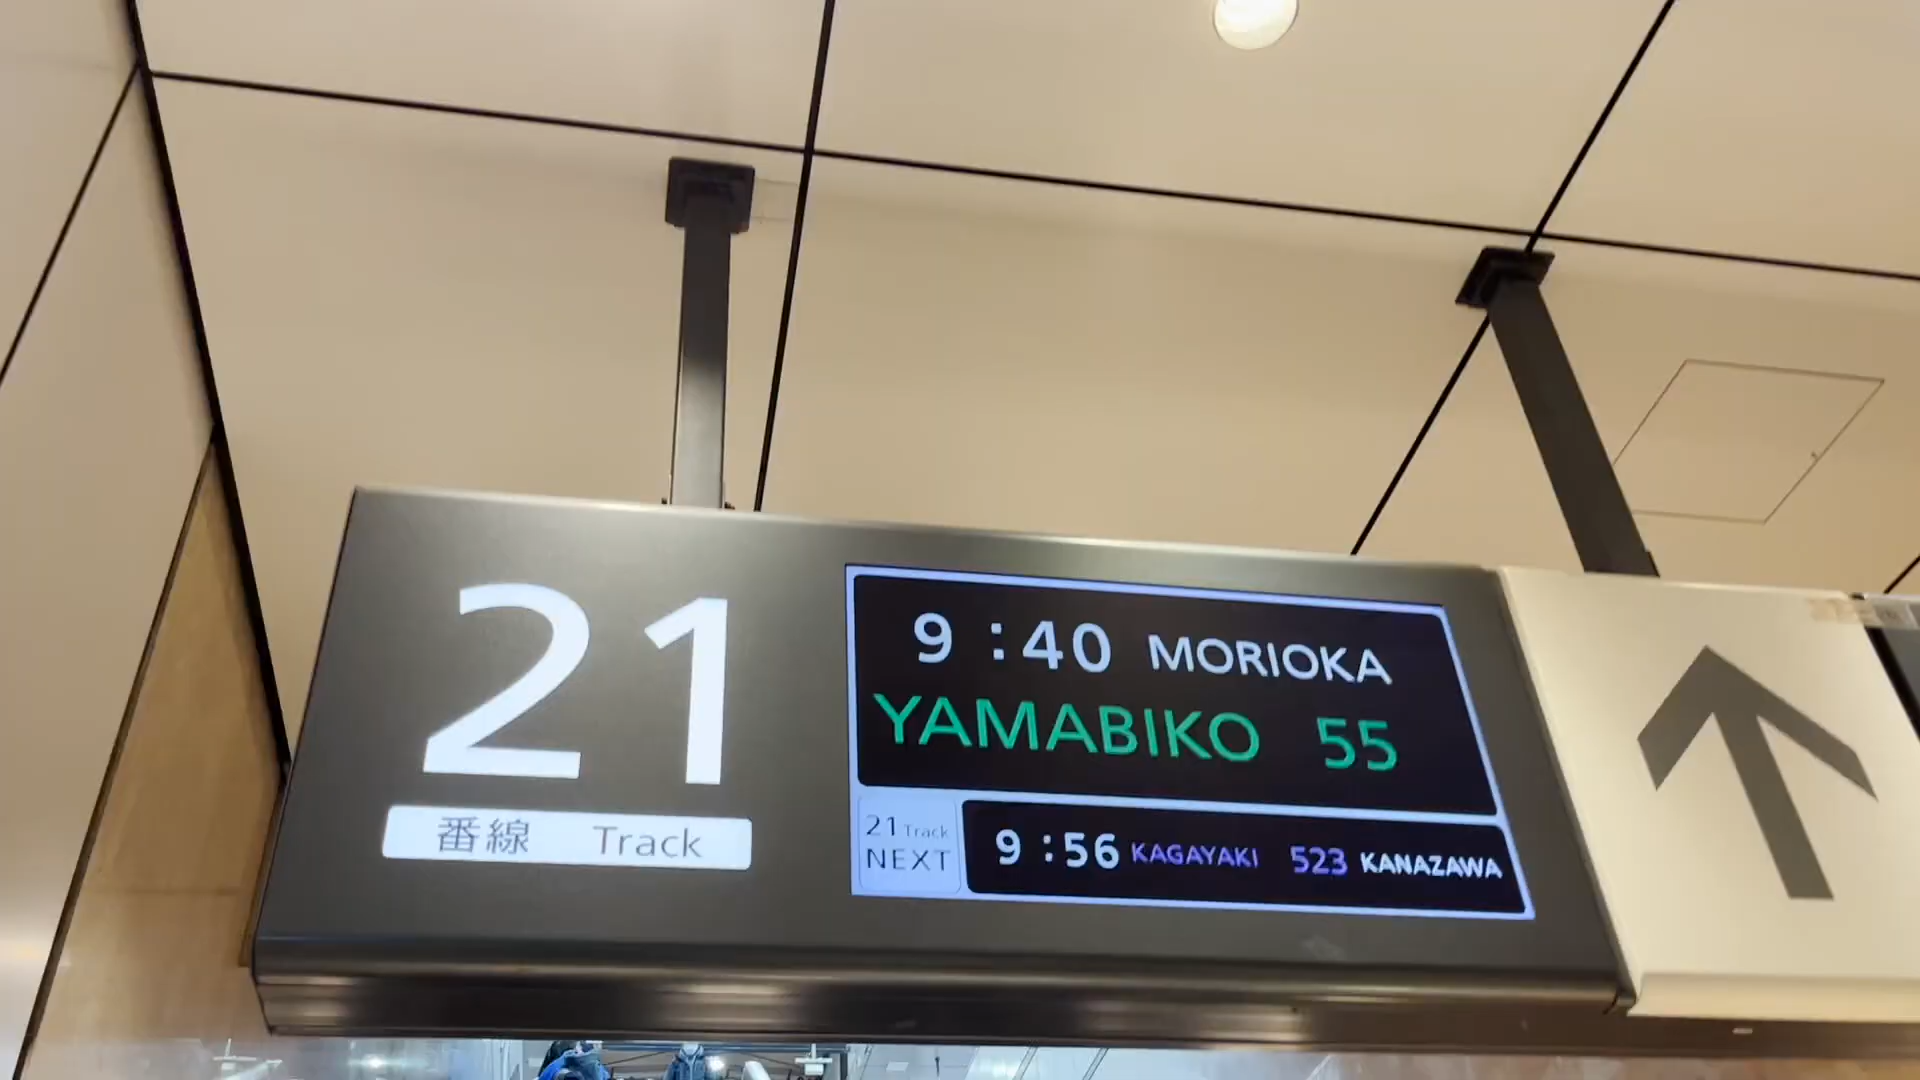 21
番線 Track
9:40 MORIOKA
YAMABIKO 55
21 Track
NEXT
9:56 KAGAYAKI 523 KANAZAWA